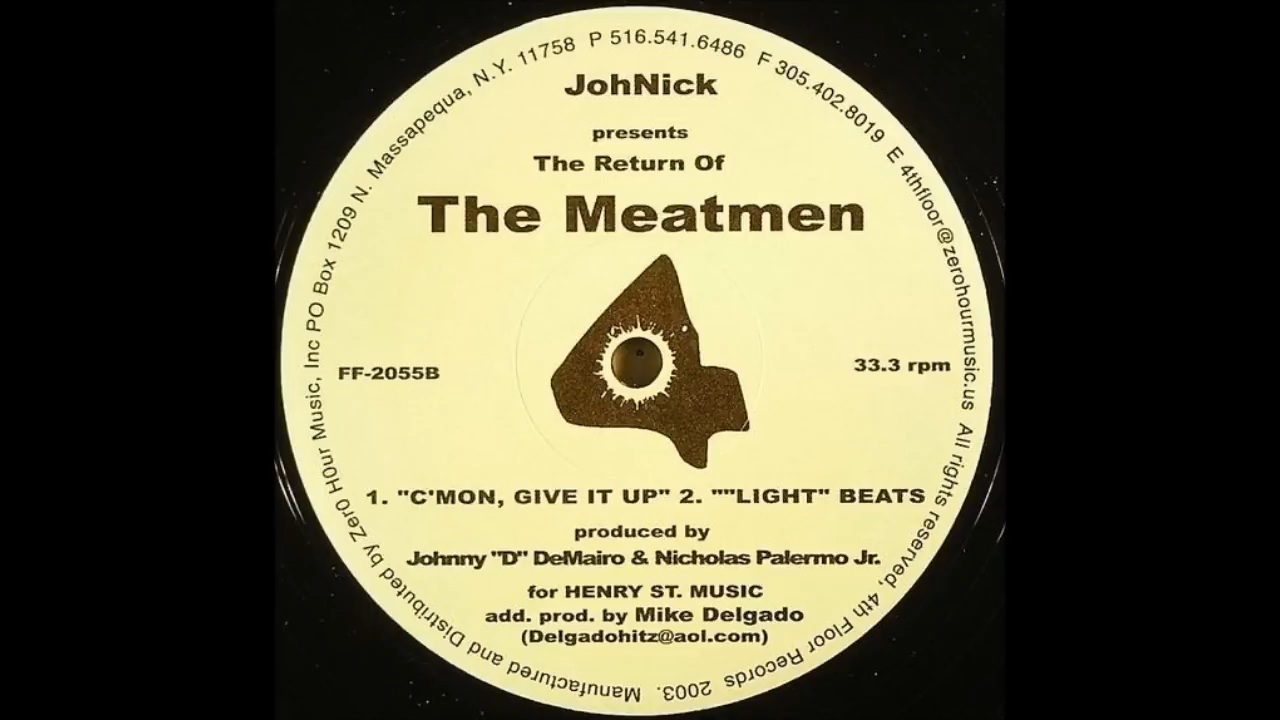 JohNick
presents
The Return Of
The Meatmen
FF-2055B
33.3 rpm
1. "C'MON, GIVE IT UP" 2. ""LIGHT" BEATS
produced by
Johnny "D" DeMairo & Nicholas Palermo Jr.
for HENRY ST. MUSIC
add. prod. by Mike Delgado
(Delgadohitz@aol.com)
Manufactured and Distributed by Zer0 H0ur Music, Inc PO Box 1209 N. Massapequa, N.Y. 11758 P 516.541.6486 F 305.402.8019 E 4thfloor@zerohourmusic.us All rights reserved, 4th Floor Records 2003.